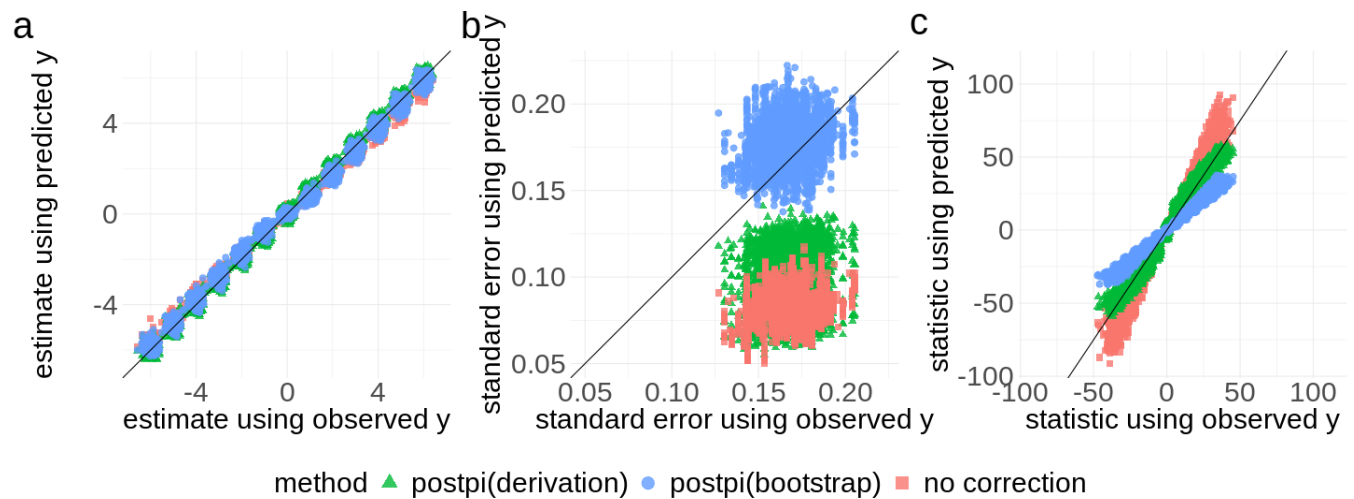 a
estimate using predicted y
4
0
-4
-4
0
4
estimate using observed y
b
standard error using predicted y
0.20
0.15
0.10
0.05
0.05
0.10
0.15
0.20
standard error using observed y
c
statistic using predicted y
100
50
0
-50
-100
-100
-50
0
50
100
statistic using observed y
method postpi(derivation) postpi(bootstrap) no correction